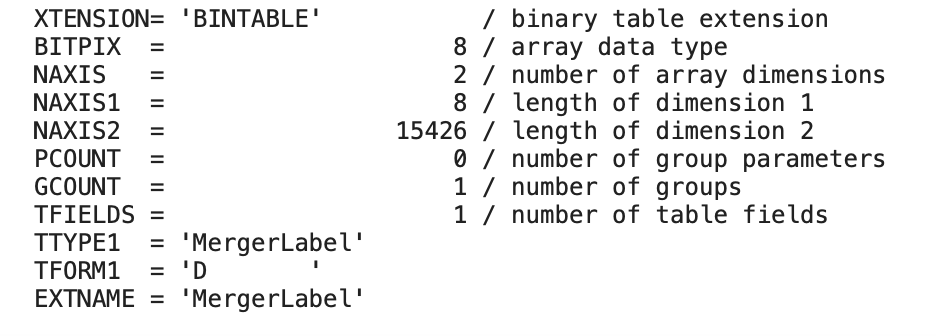 XTENSION= 'BINTABLE'           / binary table extension
BITPIX  =                    8 / array data type
NAXIS   =                    2 / number of array dimensions
NAXIS1  =                    8 / length of dimension 1
NAXIS2  =                15426 / length of dimension 2
PCOUNT  =                    0 / number of group parameters
GCOUNT  =                    1 / number of groups
TFIELDS =                    1 / number of table fields
TTYPE1  = 'MergerLabel'
TFORM1  = 'D       '
EXTNAME = 'MergerLabel'